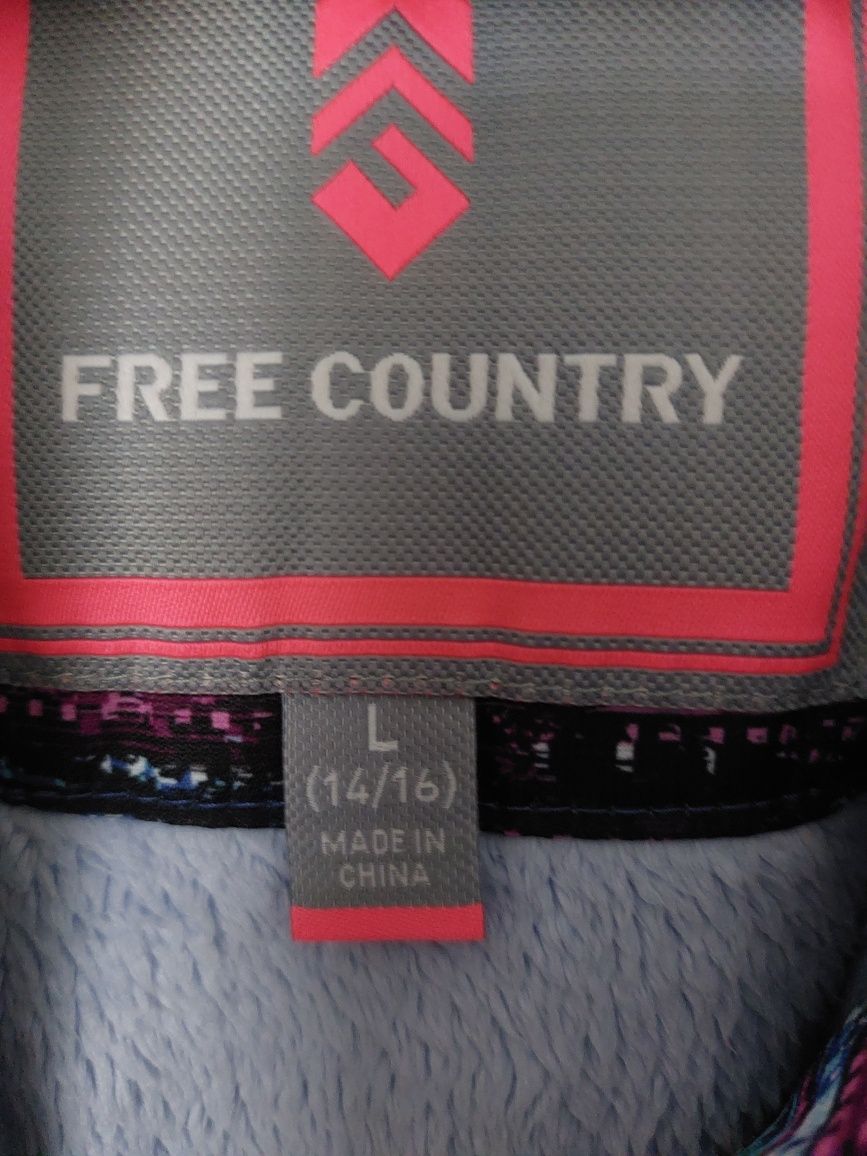 FREE COUNTRY
L
(14/16)
MADE IN
CHINA